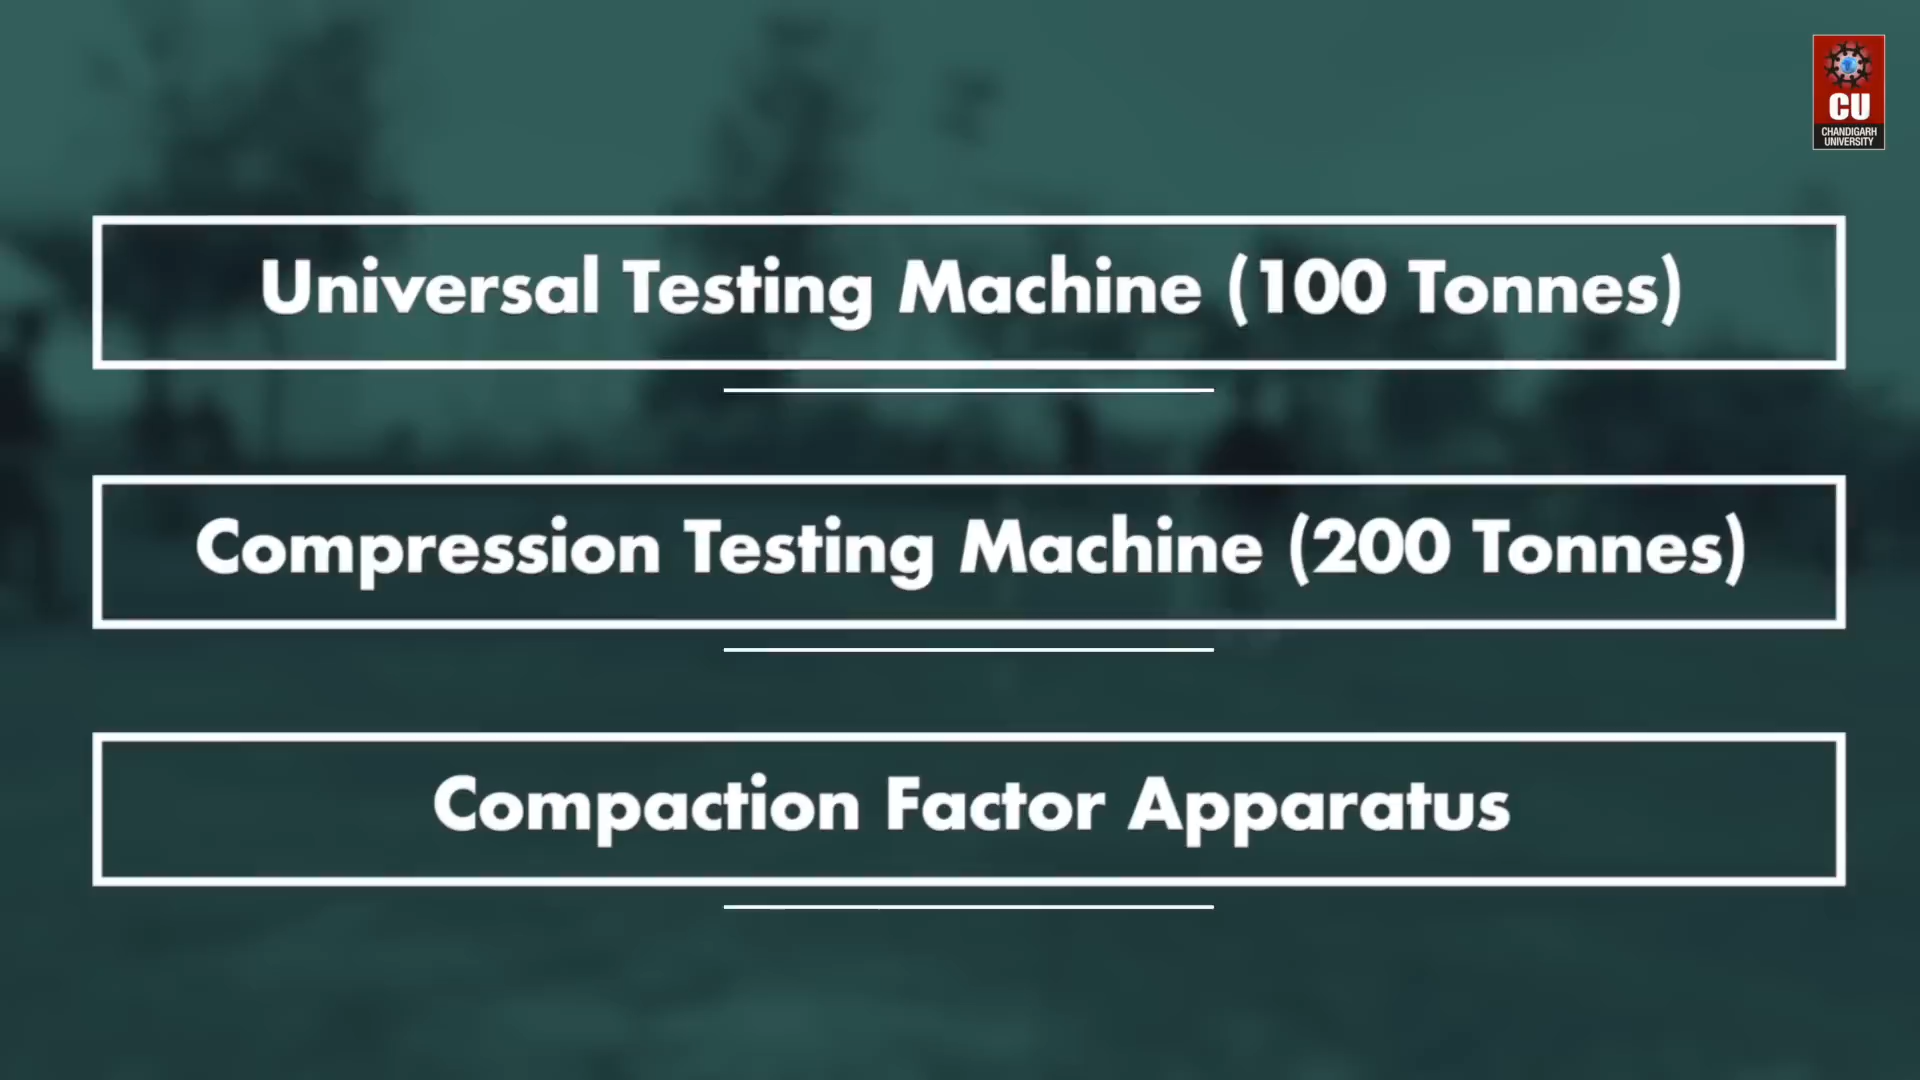 CU
CHANDIGARH
UNIVERSITY
Universal Testing Machine (100 Tonnes)
Compression Testing Machine (200 Tonnes)
Compaction Factor Apparatus